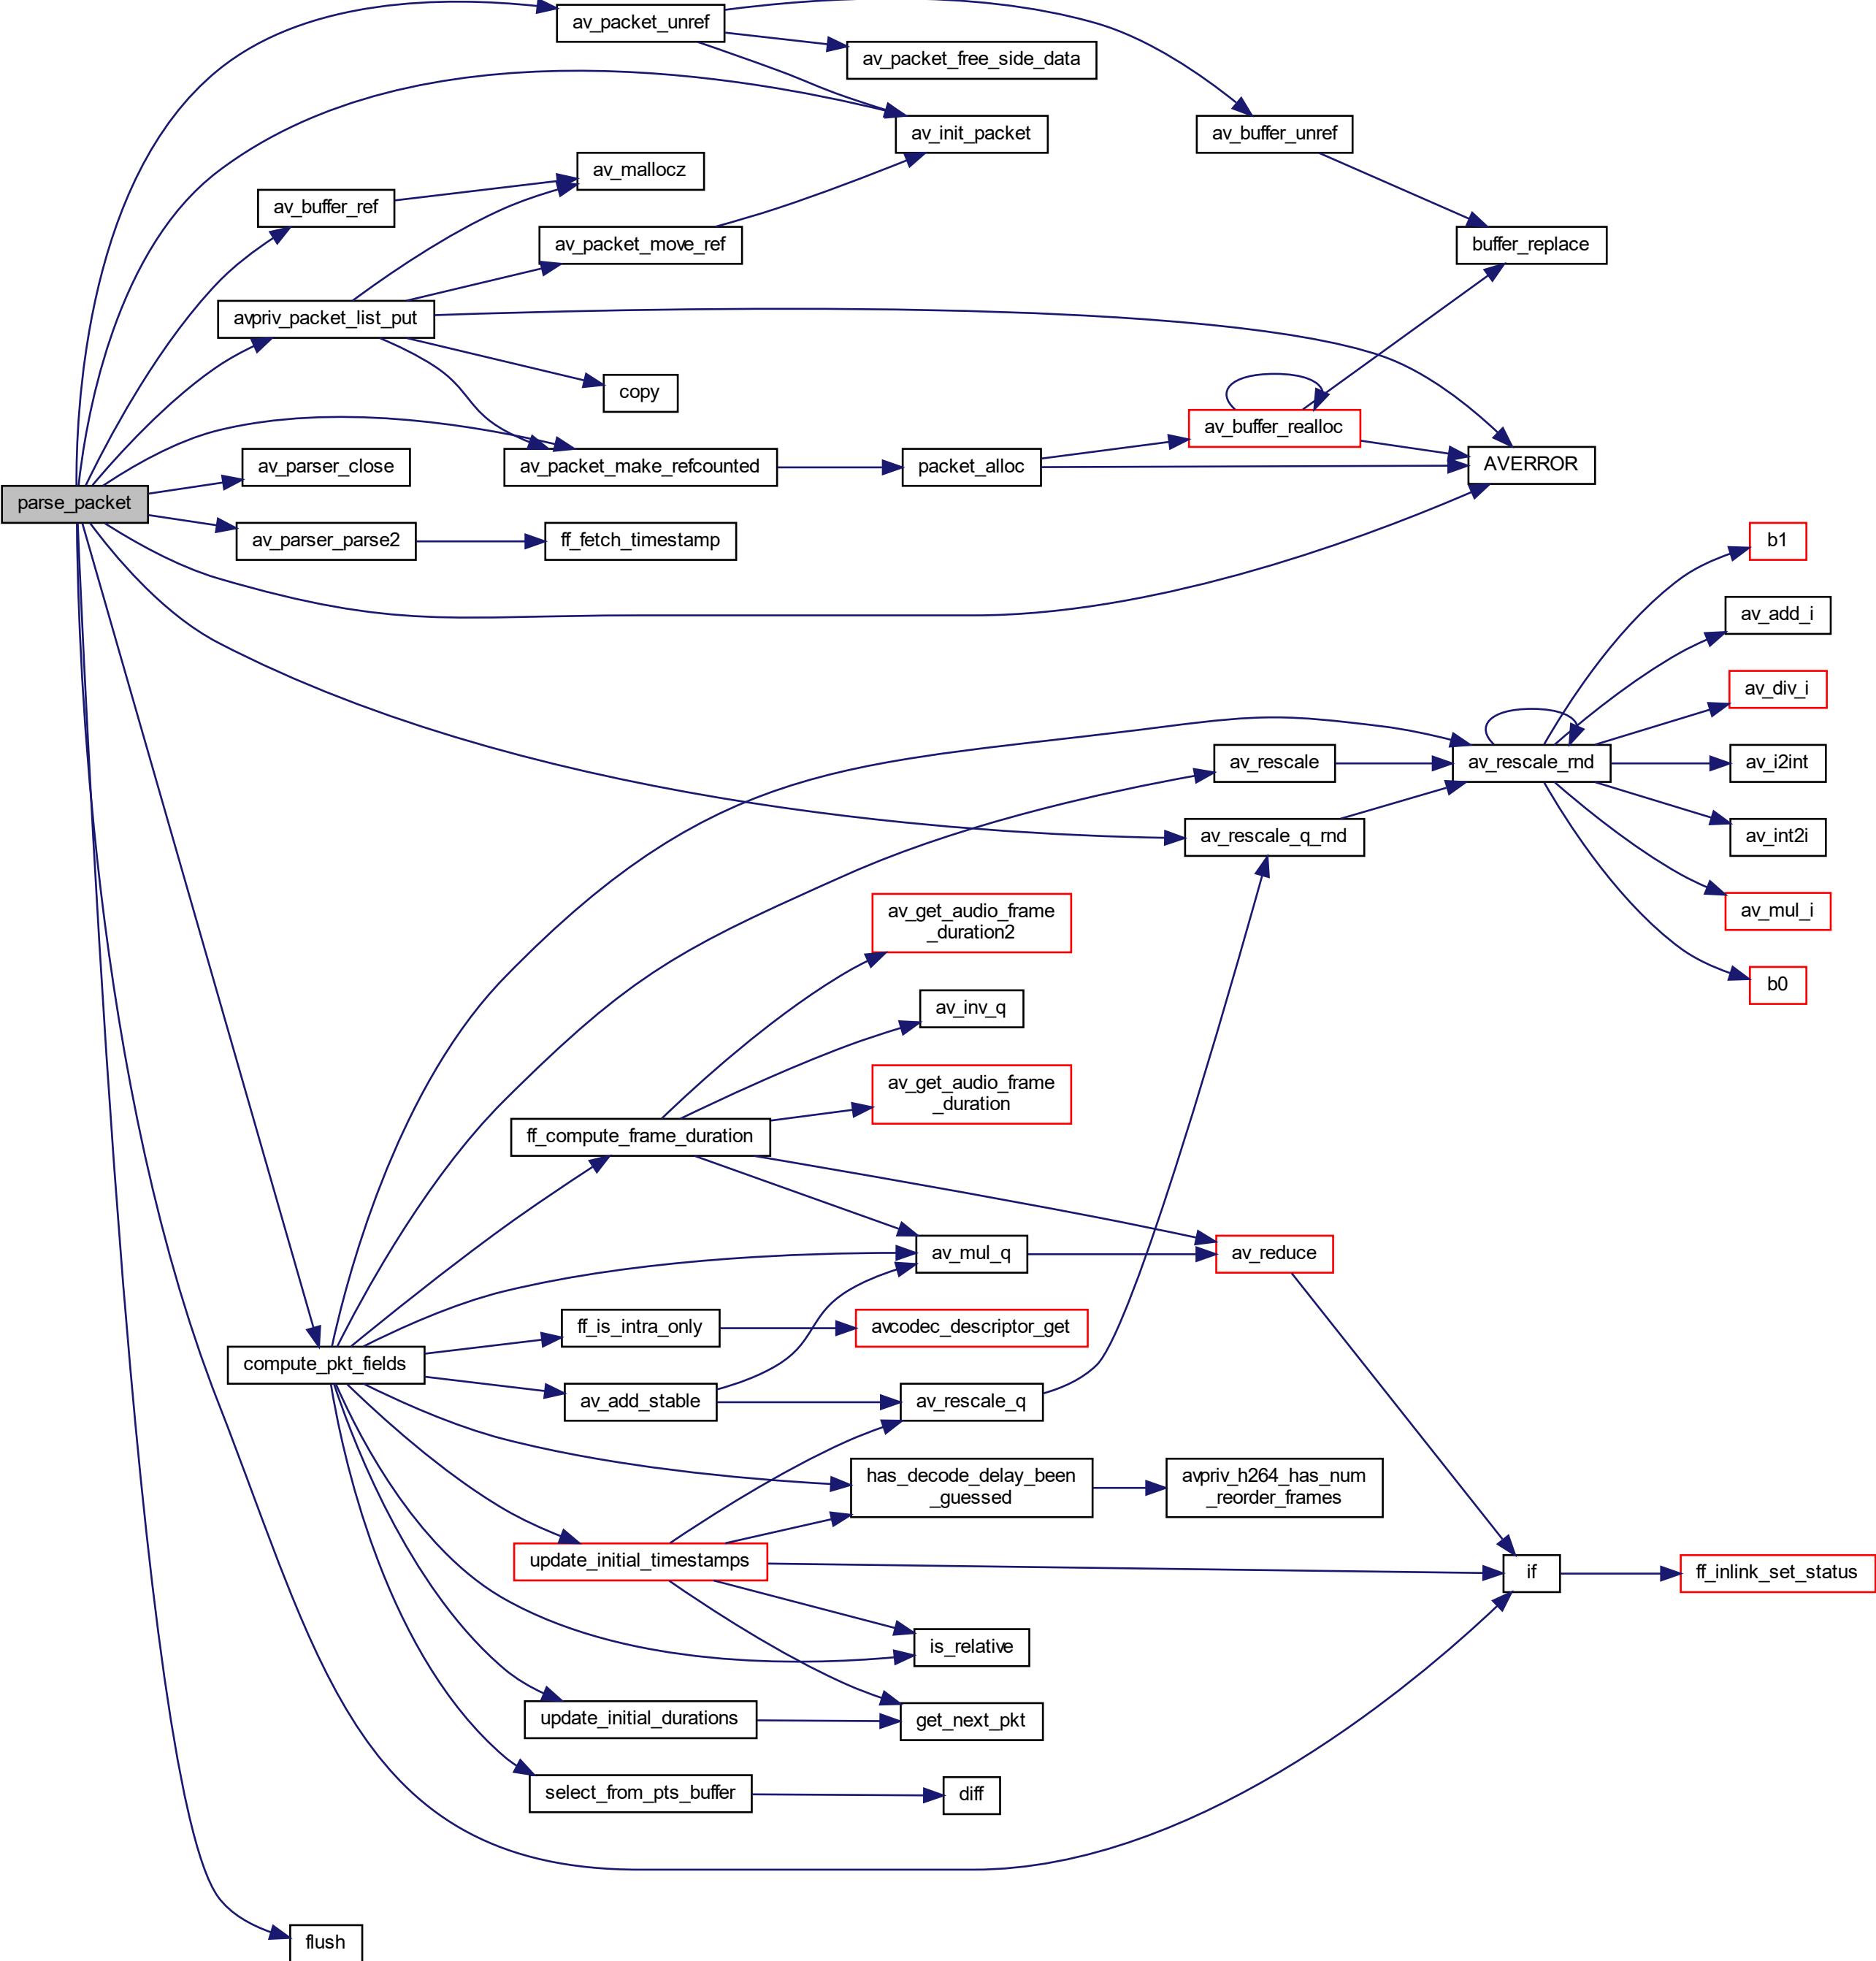 av_packet_unref
av_packet_free_side_data
av_init_packet
av_buffer_unref
av_mallocz
av_buffer_ref
av_packet_move_ref
buffer_replace
avpriv_packet_list_put
copy
av_buffer_realloc
av_parser_close
av_packet_make_refcounted
packet_alloc
AVERROR
parse_packet
av_parser_parse2
ff_fetch_timestamp
b1
av_add_i
av_div_i
av_rescale
av_rescale_rnd
av_i2int
av_rescale_q_rnd
av_int2i
av_get_audio_frame
_duration2
av_mul_i
b0
av_inv_q
av_get_audio_frame
_duration
ff_compute_frame_duration
av_mul_q
av_reduce
ff_is_intra_only
avcodec_descriptor_get
compute_pkt_fields
av_add_stable
av_rescale_q
has_decode_delay_been
_guessed
avpriv_h264_has_num
_reorder_frames
update_initial_timestamps
if
ff_inlink_set_status
is_relative
update_initial_durations
get_next_pkt
select_from_pts_buffer
diff
flush